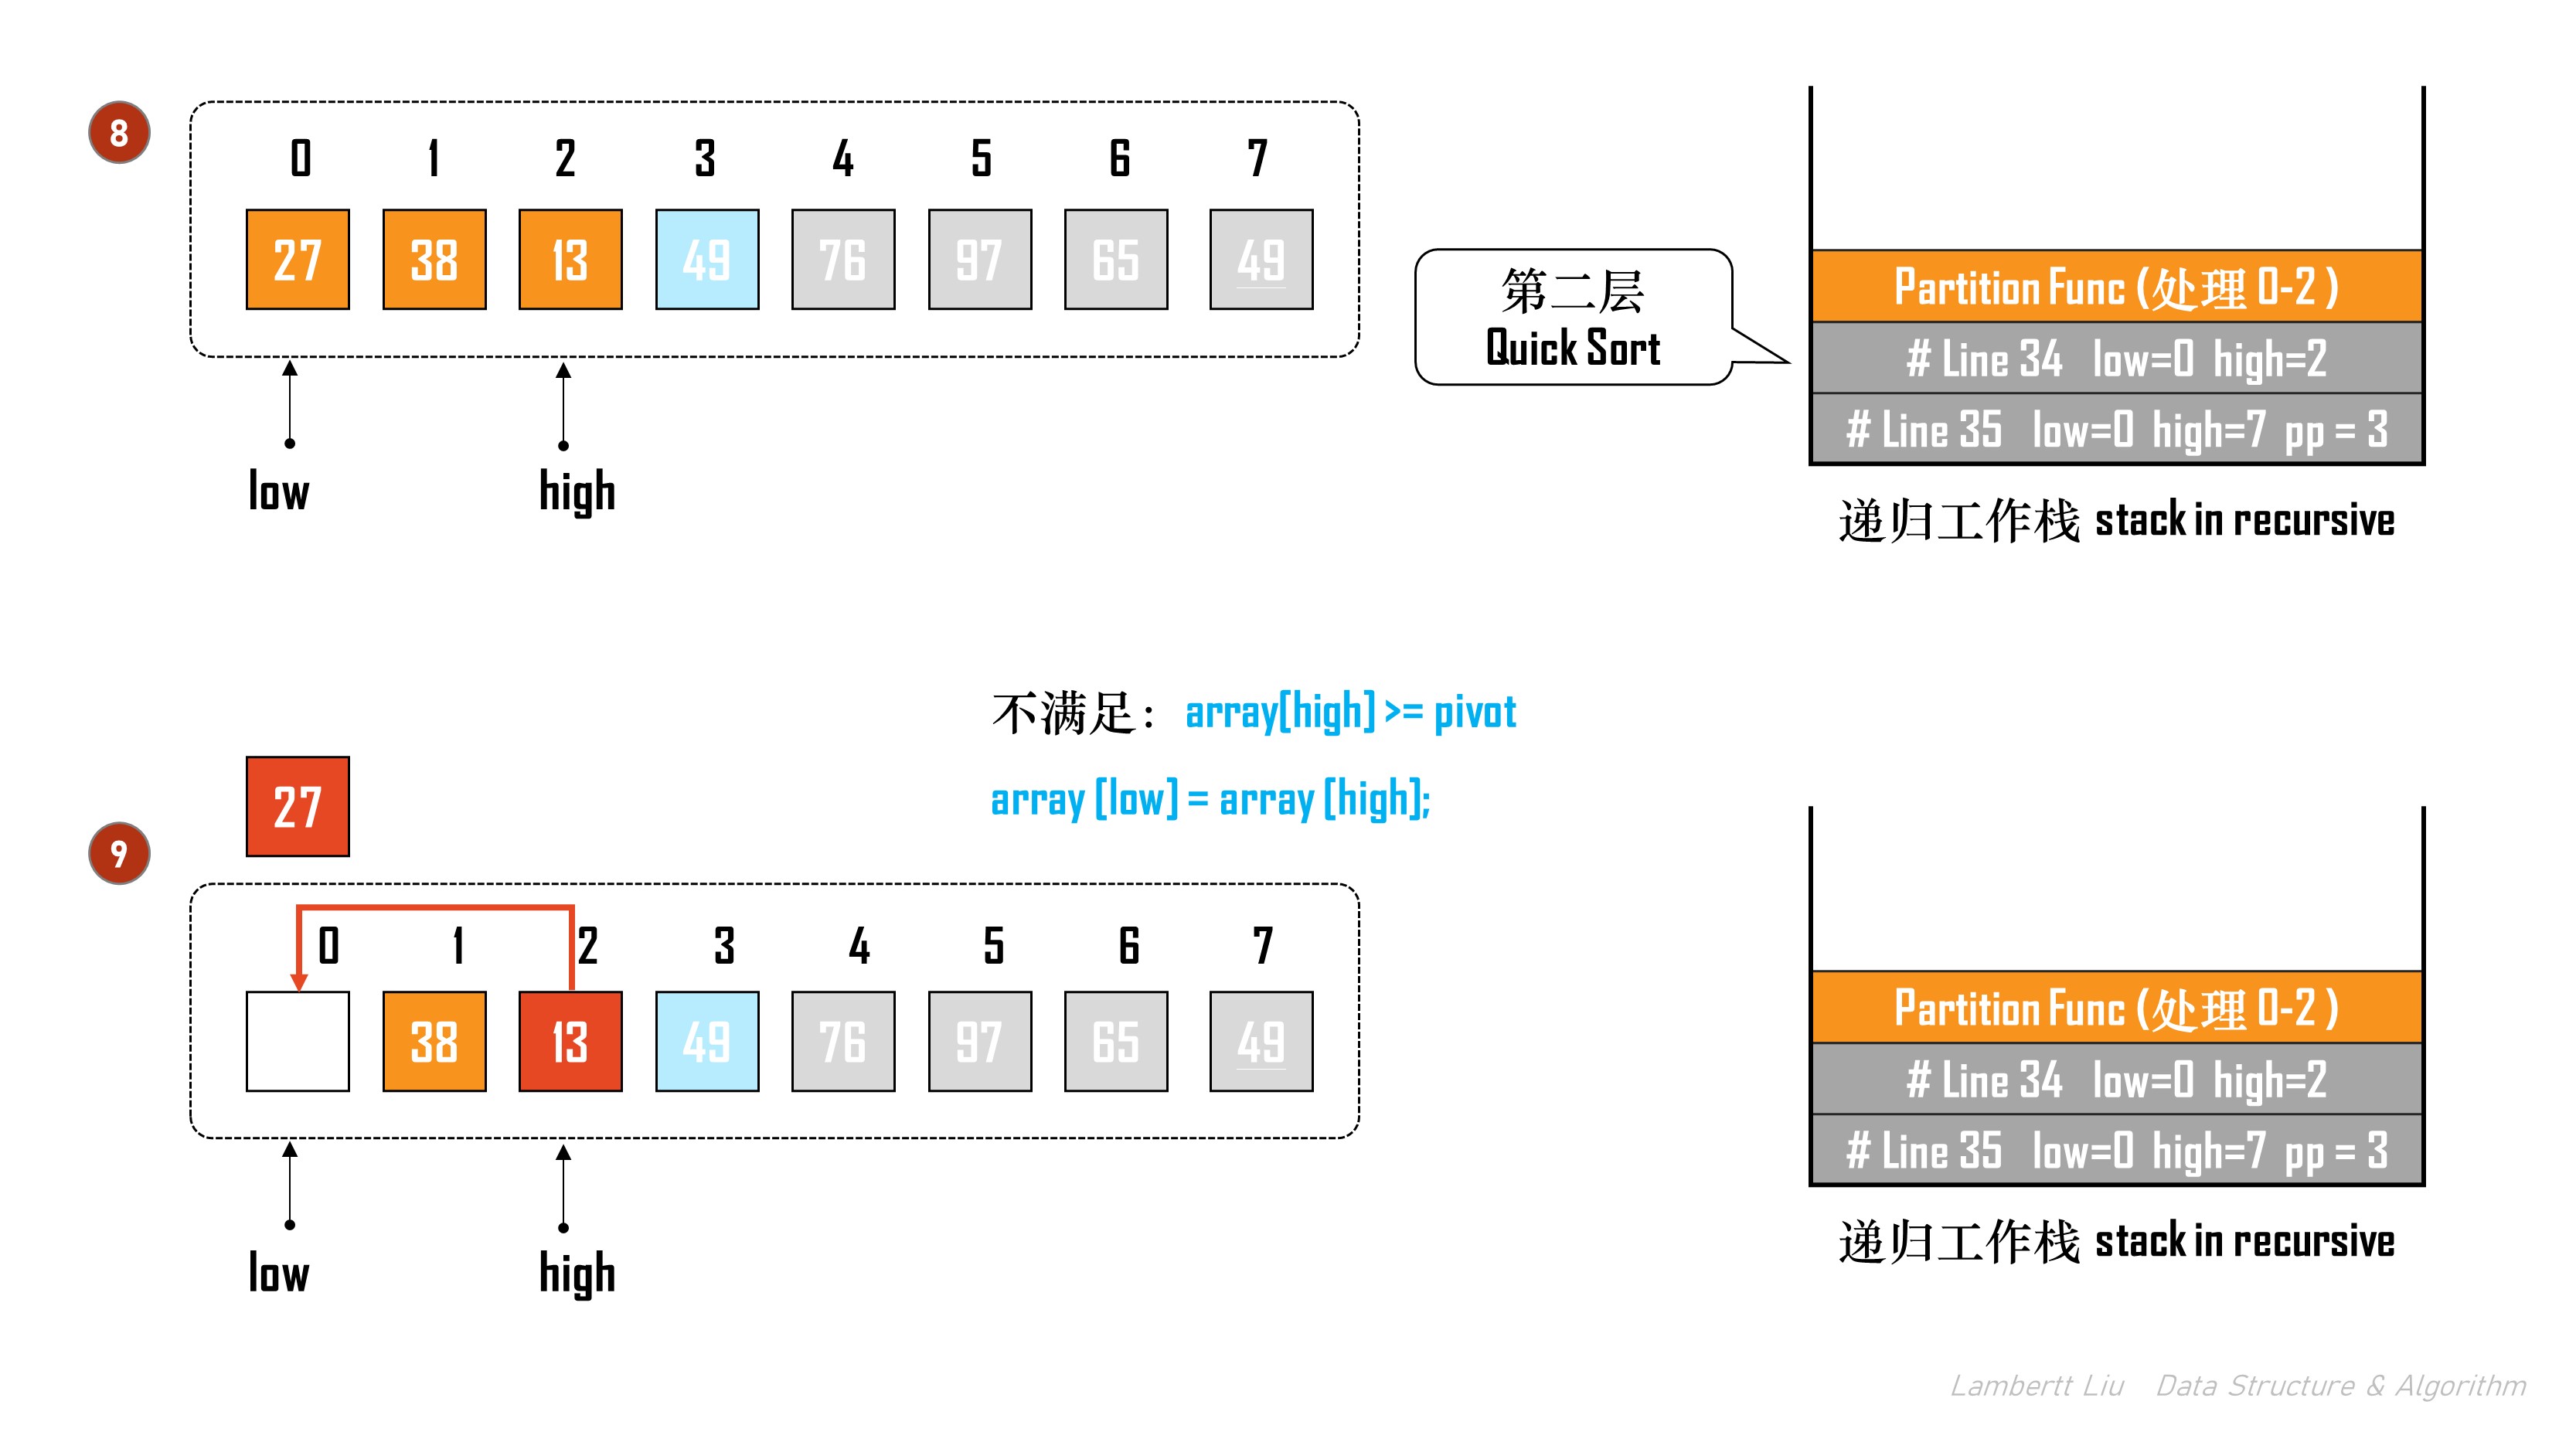 8
0 1 2 3 4 5 6 7
27 38 13 49 76 97 65 49
low high
第二层
Quick Sort
Partition Func (处理 0-2 )
# Line 34 low=0 high=2
# Line 35 low=0 high=7 pp = 3
递归工作栈 stack in recursive
不满足： array[high] >= pivot
array [low] = array [high];
27
9
0 1 2 3 4 5 6 7
38 13 49 76 97 65 49
low high
Partition Func (处理 0-2 )
# Line 34 low=0 high=2
# Line 35 low=0 high=7 pp = 3
递归工作栈 stack in recursive
Lambertt Liu Data Structure & Algorithm